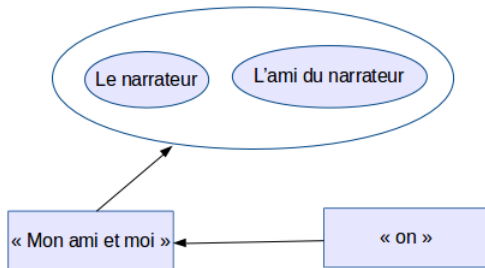 Le narrateur
L'ami du narrateur
« Mon ami et moi »
« on »